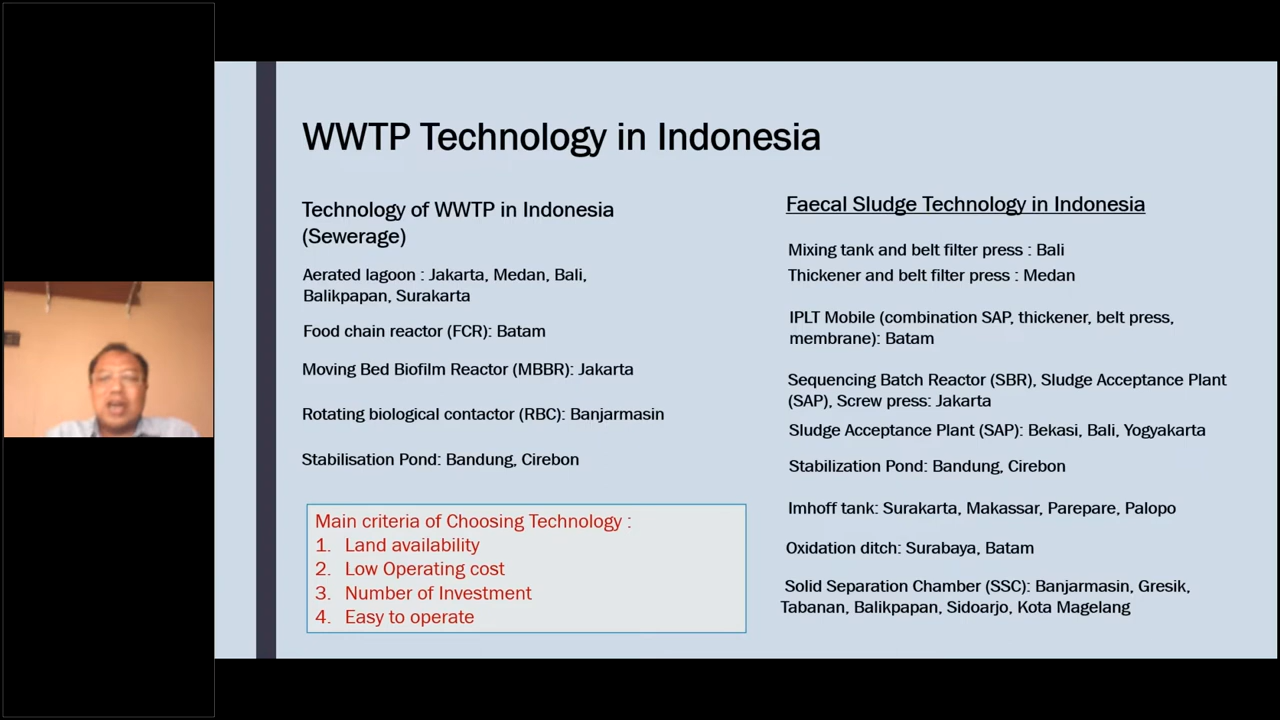 WWTP Technology in Indonesia
Technology of WWTP in Indonesia
(Sewerage)
Aerated lagoon : Jakarta, Medan, Bali,
Balikpapan, Surakarta
Food chain reactor (FCR): Batam
Moving Bed Biofilm Reactor (MBBR): Jakarta
Rotating biological contactor (RBC): Banjarmasin
Stabilisation Pond: Bandung, Cirebon
Main criteria of Choosing Technology :
1. Land availability
2. Low Operating cost
3. Number of Investment
4. Easy to operate
Faecal Sludge Technology in Indonesia
Mixing tank and belt filter press : Bali
Thickener and belt filter press : Medan
IPLT Mobile (combination SAP, thickener, belt press,
membrane): Batam
Sequencing Batch Reactor (SBR), Sludge Acceptance Plant
(SAP), Screw press: Jakarta
Sludge Acceptance Plant (SAP): Bekasi, Bali, Yogyakarta
Stabilization Pond: Bandung, Cirebon
Imhoff tank: Surakarta, Makassar, Parepare, Palopo
Oxidation ditch: Surabaya, Batam
Solid Separation Chamber (SSC): Banjarmasin, Gresik,
Tabanan, Balikpapan, Sidoarjo, Kota Magelang